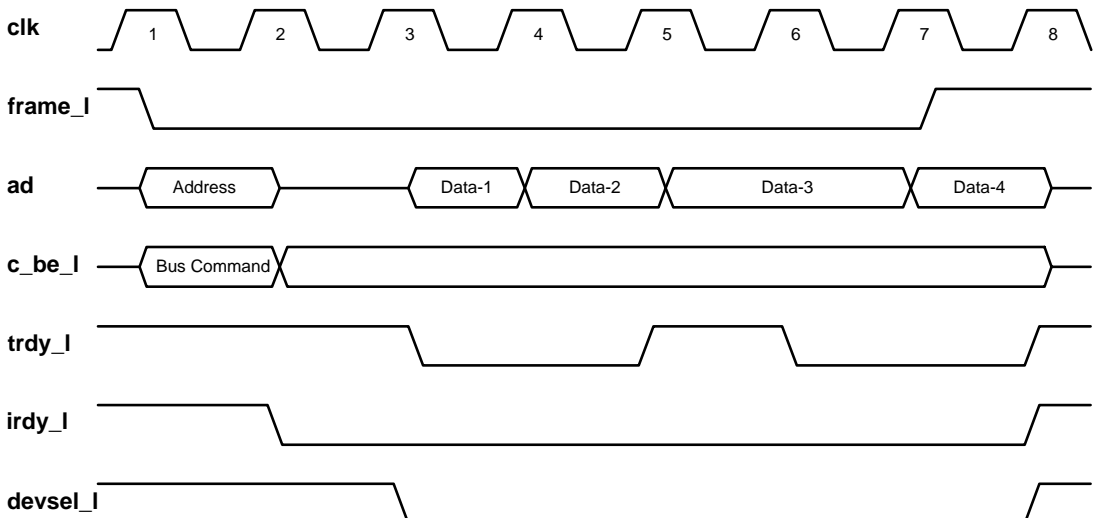 clk 1 2 3 4 5 6 7 8
frame_l
ad Address Data-1 Data-2 Data-3 Data-4
c_be_l Bus Command
trdy_l
irdy_l
devsel_l